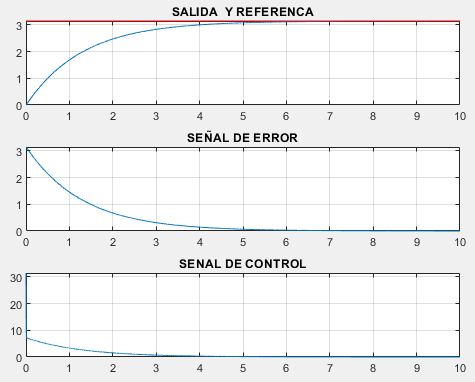 SALIDA Y REFERENCA
3
2
1
0
0 1 2 3 4 5 6 7 8 9 10
SEÑAL DE ERROR
3
2
1
0
0 1 2 3 4 5 6 7 8 9 10
SENAL DE CONTROL
30
20
10
0
0 1 2 3 4 5 6 7 8 9 10